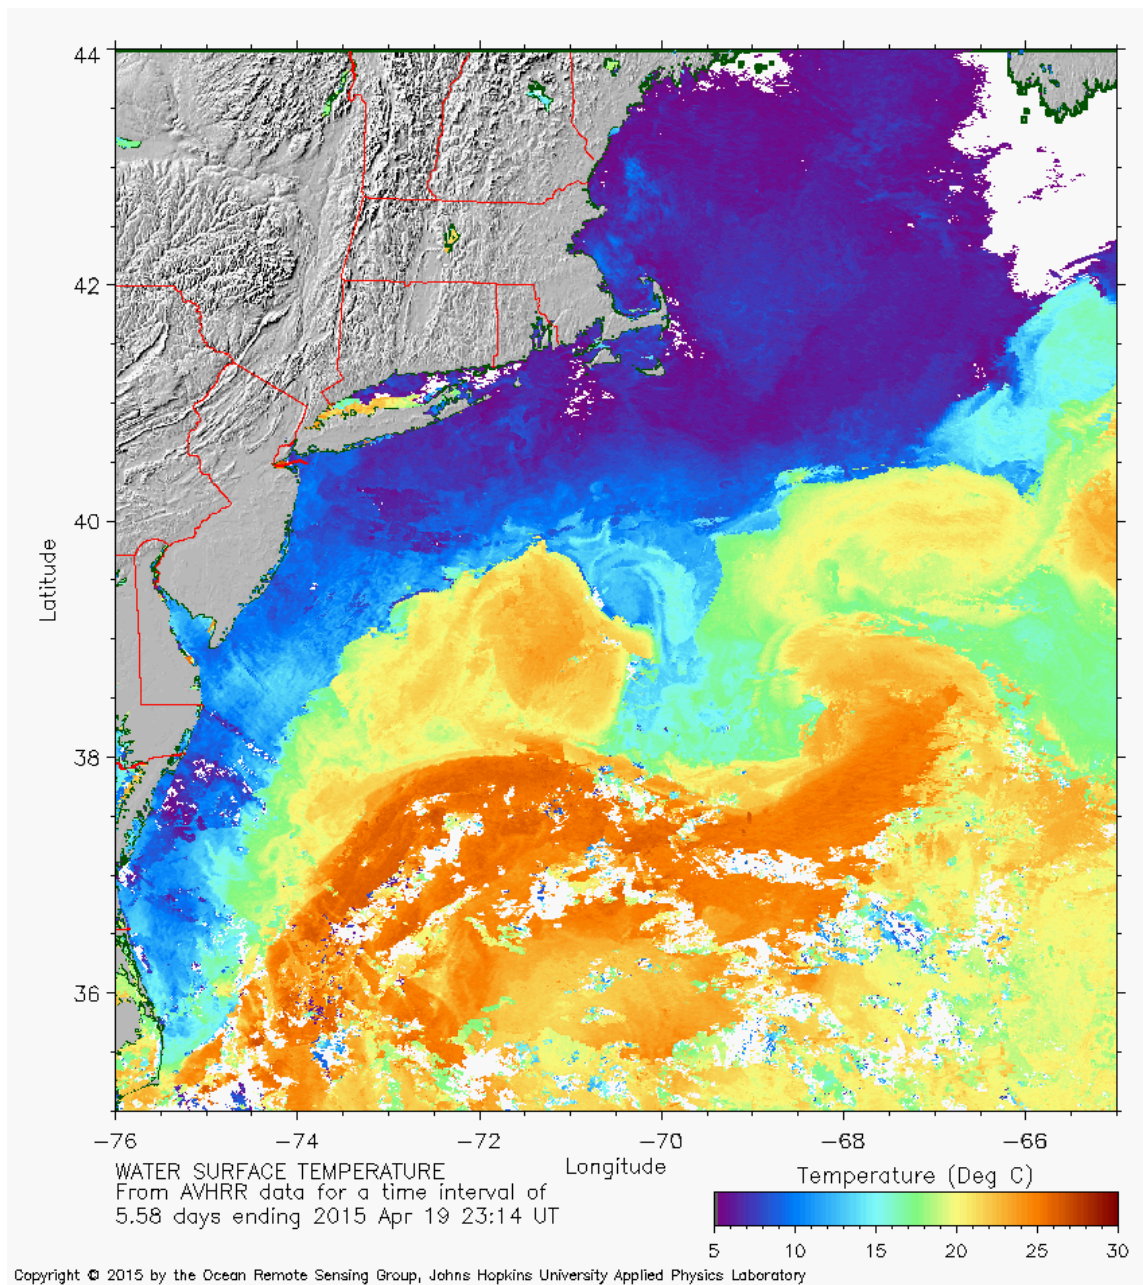 44
42
40
38
36
Latitude
−76
−74
−72
−70
−68
−66
Longitude
WATER SURFACE TEMPERATURE
From AVHRR data for a time interval of
5.58 days ending 2015 Apr 19 23:14 UT
Temperature (Deg C)
5
10
15
20
25
30
Copyright © 2015 by the Ocean Remote Sensing Group, Johns Hopkins University Applied Physics Laboratory